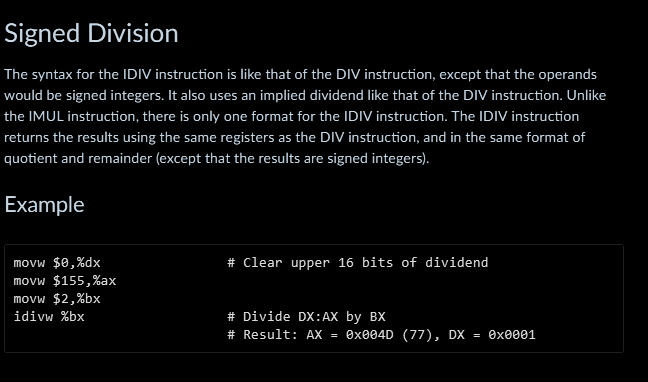 Signed Division
The syntax for the IDIV instruction is like that of the DIV instruction, except that the operands
would be signed integers. It also uses an implied dividend like that of the DIV instruction. Unlike
the IMUL instruction, there is only one format for the IDIV instruction. The IDIV instruction
returns the results using the same registers as the DIV instruction, and in the same format of
quotient and remainder (except that the results are signed integers).
Example
movw $0,%dx # Clear upper 16 bits of dividend
movw $155,%ax
movw $2,%bx
idivw %bx # Divide DX:AX by BX
# Result: AX = 0x004D (77), DX = 0x0001